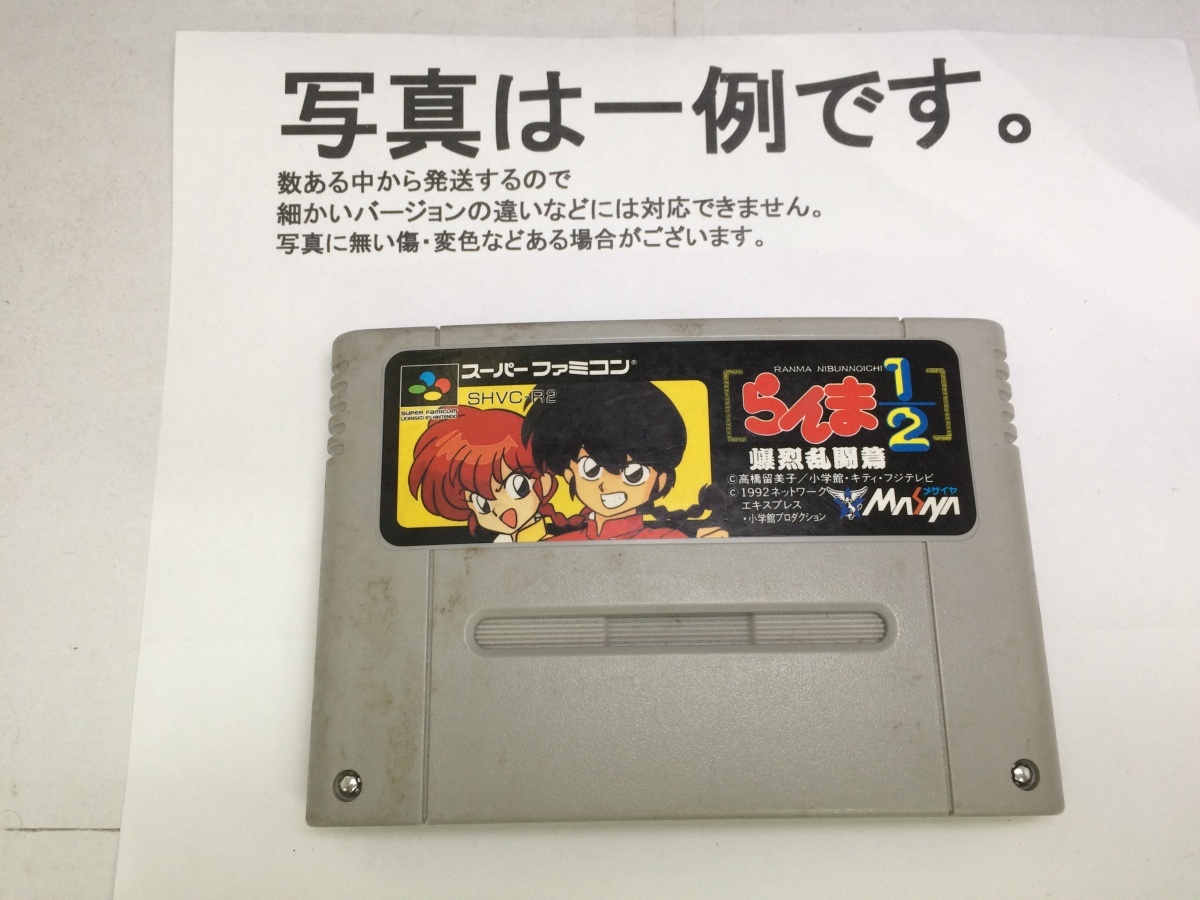 写真は一例です。
数ある中から発送するので
細かいバージョンの違いなどには対応できません。
写真に無い傷・変色などある場合がございます。
スーパーファミコン®
SHVC-R2
SUPER FAMICOM
LICENSED BY NINTENDO
RANMA NIBUNNOICHI
らんま1/2
爆烈乱闘篇
©高橋留美子/小学館・キティ・フジテレビ
©1992ネットワーク
エキスプレス
・小学館プロダクション
メサイヤ
MASAYA